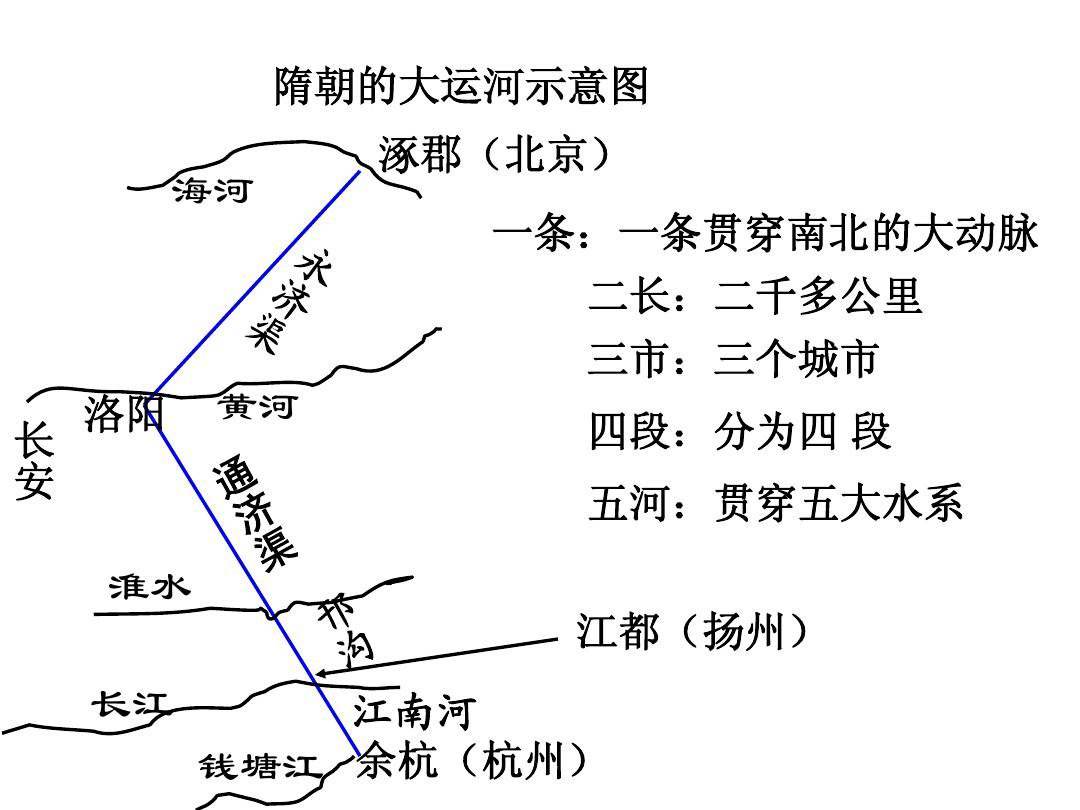 隋朝的大运河示意图
涿郡（北京）
海河
一条：一条贯穿南北的大动脉
永济渠
二长：二千多公里
三市：三个城市
洛阳
黄河
长安
四段：分为四 段
通济渠
五河：贯穿五大水系
淮水
邗沟
江都（扬州）
长江
江南河
钱塘江
余杭（杭州）